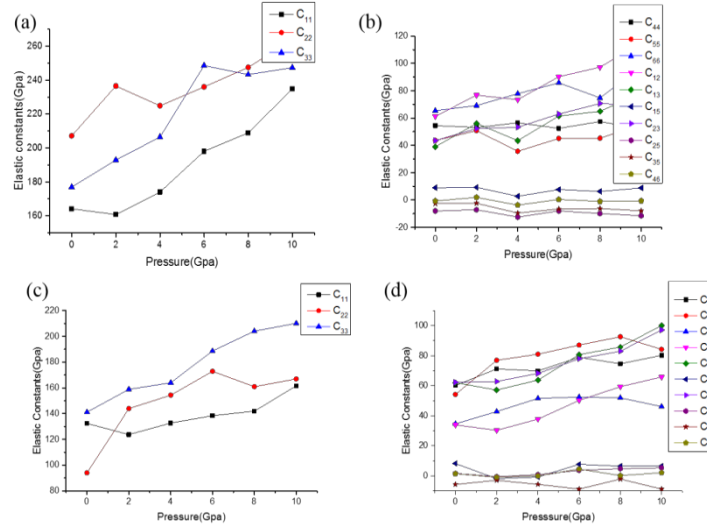 (a)
Elastic constants(Gpa)
260
240
220
200
180
160
0 2 4 6 8 10
Pressure(Gpa)
C11
C22
C33
(b)
Elastic constants(Gpa)
120
100
80
60
40
20
0
-20
0 2 4 6 8 10
Pressure(Gpa)
C44
C55
C66
C12
C13
C15
C23
C25
C35
C46
(c)
Elastic Constants(Gpa)
220
200
180
160
140
120
100
80
0 2 4 6 8 10
Pressure(Gpa)
C11
C22
C33
(d)
Elastic Constants(Gpa)
100
80
60
40
20
0
0 2 4 6 8 10
Presssure(Gpa)
C
C
C
C
C
C
C
C
C
C